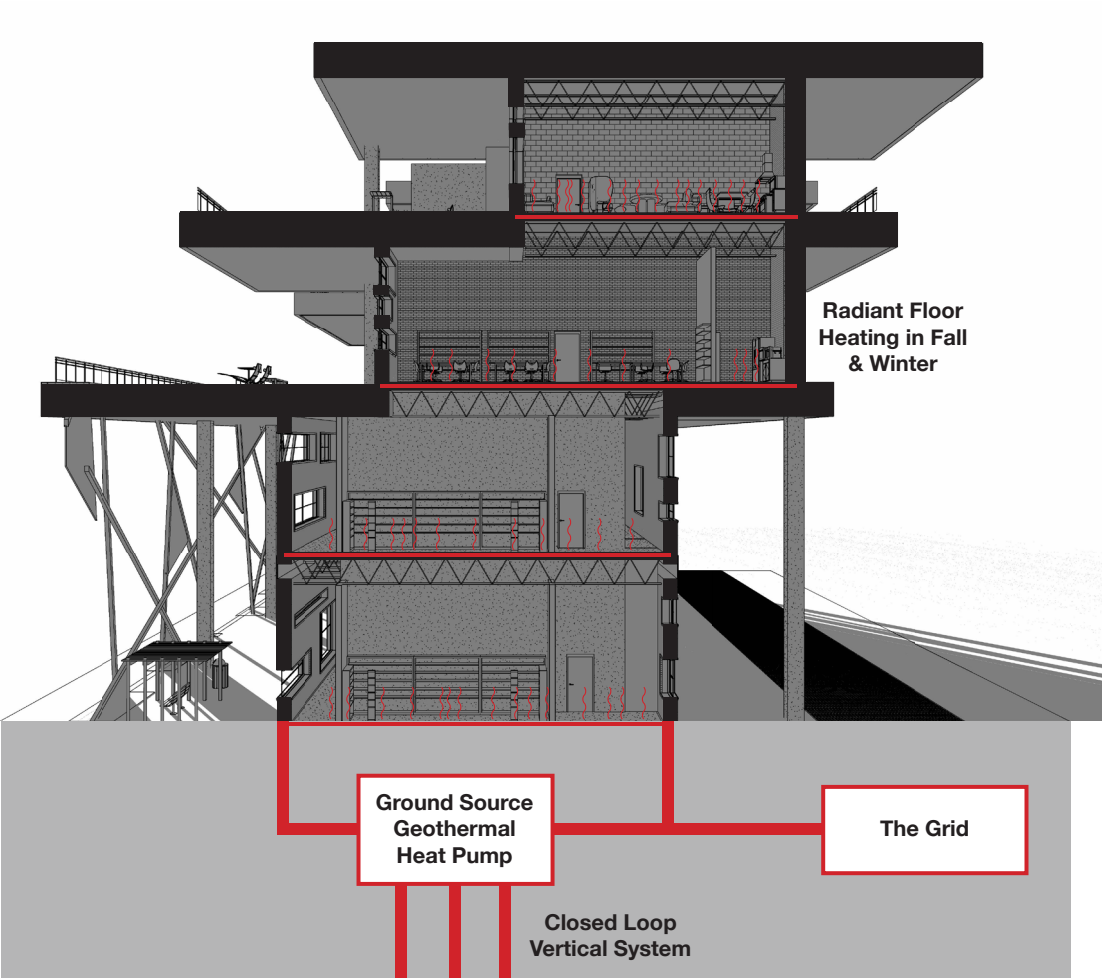 Radiant Floor
Heating in Fall
& Winter
Ground Source
Geothermal
Heat Pump
The Grid
Closed Loop
Vertical System